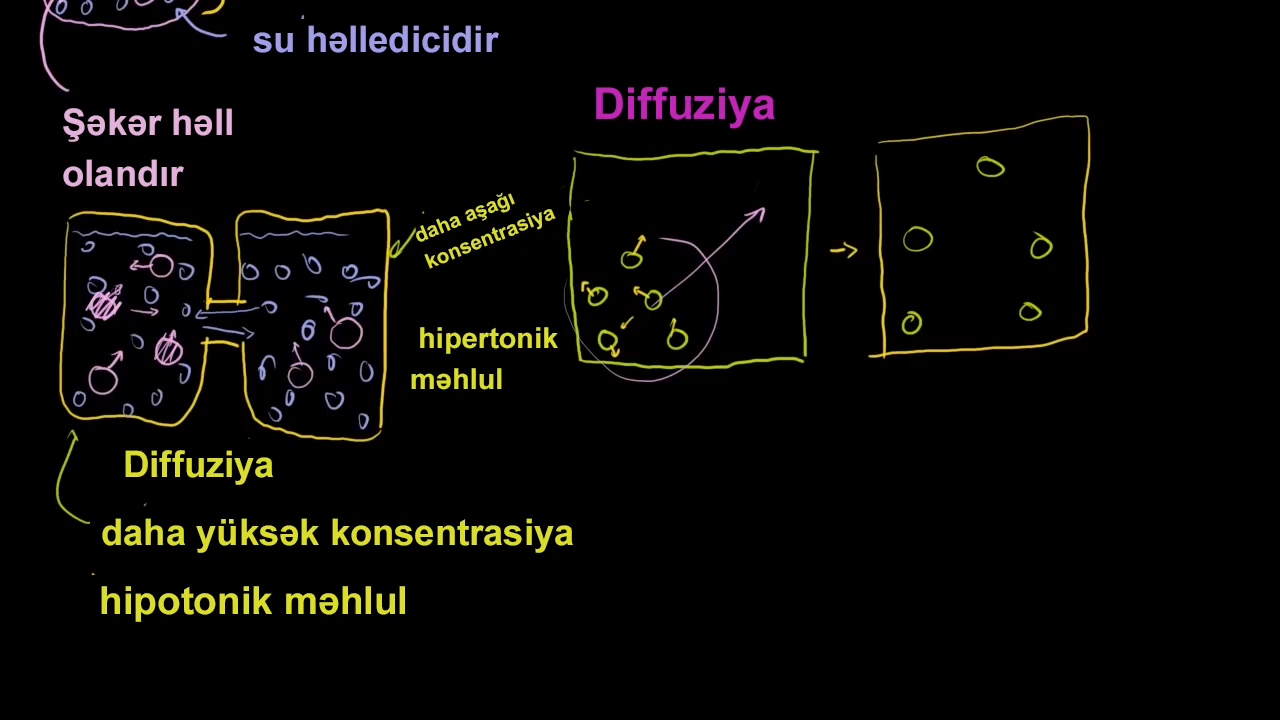 su həlledicidir
Şəkər həll
olandır
Diffuziya
daha aşağı
konsentrasiya
hipertonik
məhlul
Diffuziya
daha yüksək konsentrasiya
hipotonik məhlul